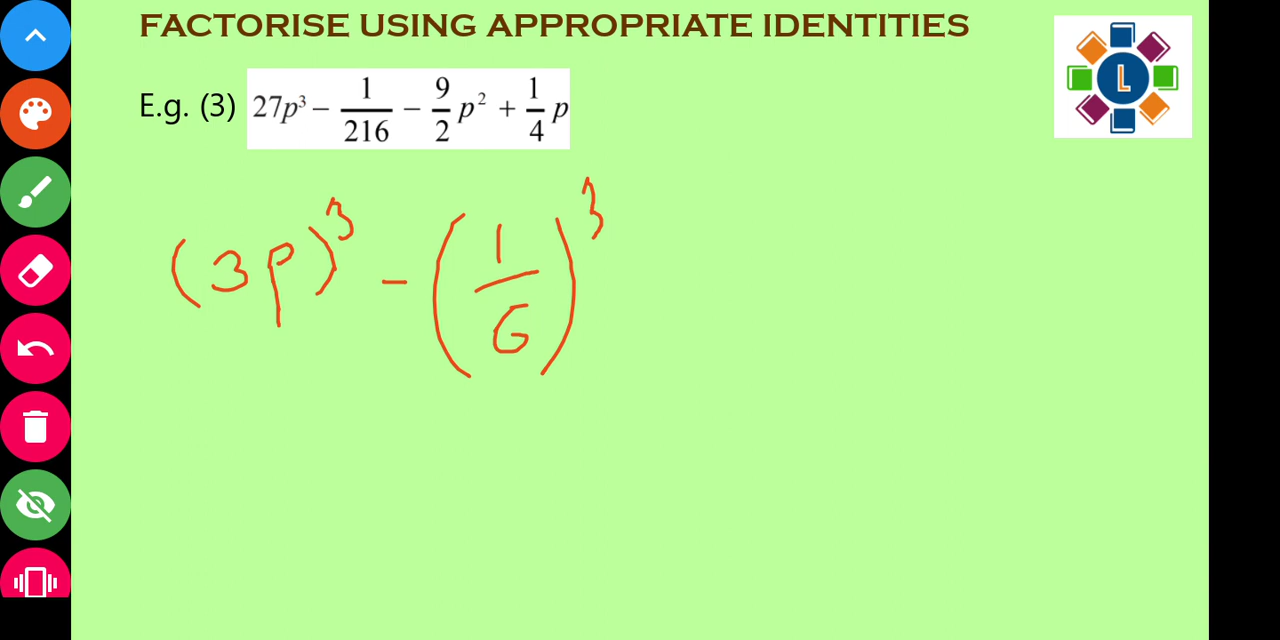 FACTORISE USING APPROPRIATE IDENTITIES
E.g. (3) 27p³ − 1/216 − 9/2 p² + 1/4 p
(3p)³ − (1/6)³
L